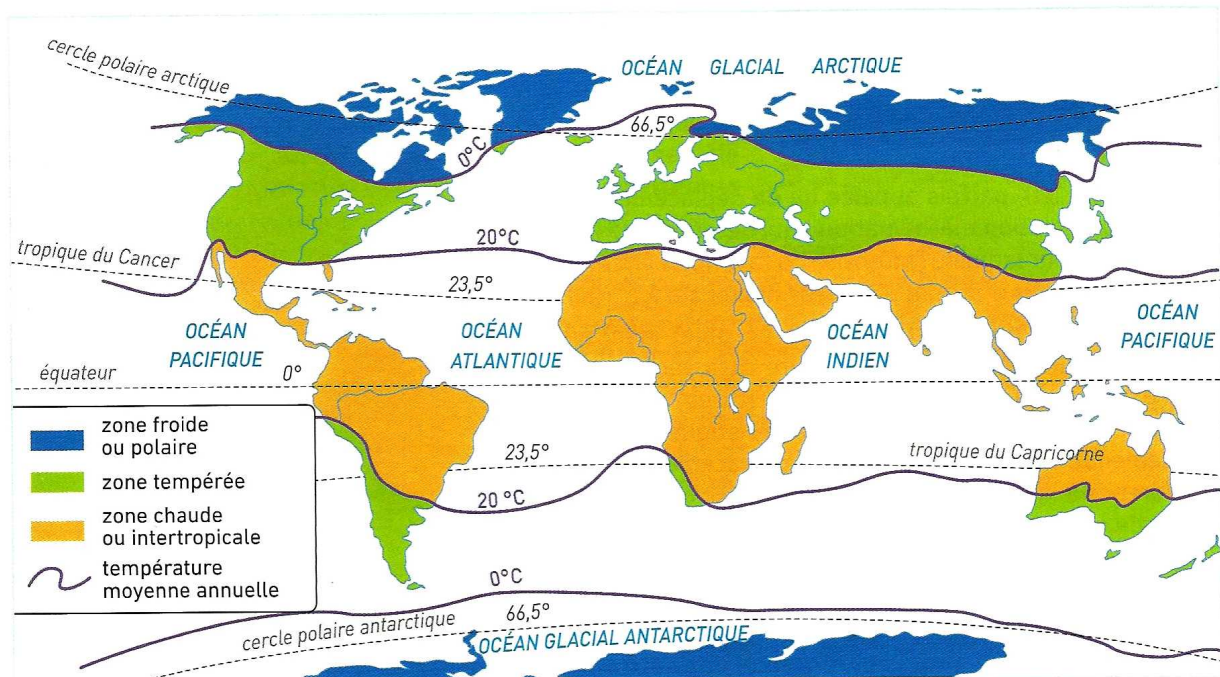 cercle polaire arctique
OCÉAN GLACIAL ARCTIQUE
66,5°
0°C
20°C
tropique du Cancer
23,5°
OCÉAN
PACIFIQUE
OCÉAN
ATLANTIQUE
OCÉAN
INDIEN
OCÉAN
PACIFIQUE
équateur
0°
zone froide
ou polaire
zone tempérée
zone chaude
ou intertropicale
température
moyenne annuelle
23,5°
tropique du Capricorne
20°C
0°C
66,5°
cercle polaire antarctique
OCÉAN GLACIAL ANTARCTIQUE